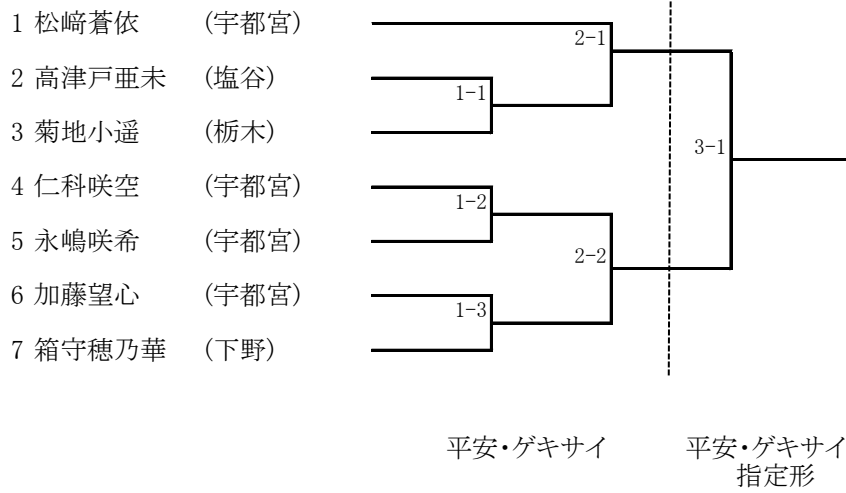 1 松﨑蒼依 (宇都宮)
2 高津戸亜未 (塩谷)
3 菊地小遥 (栃木)
4 仁科咲空 (宇都宮)
5 永嶋咲希 (宇都宮)
6 加藤望心 (宇都宮)
7 箱守穂乃華 (下野)
2-1
1-1
3-1
1-2
2-2
1-3
平安・ゲキサイ
平安・ゲキサイ
指定形